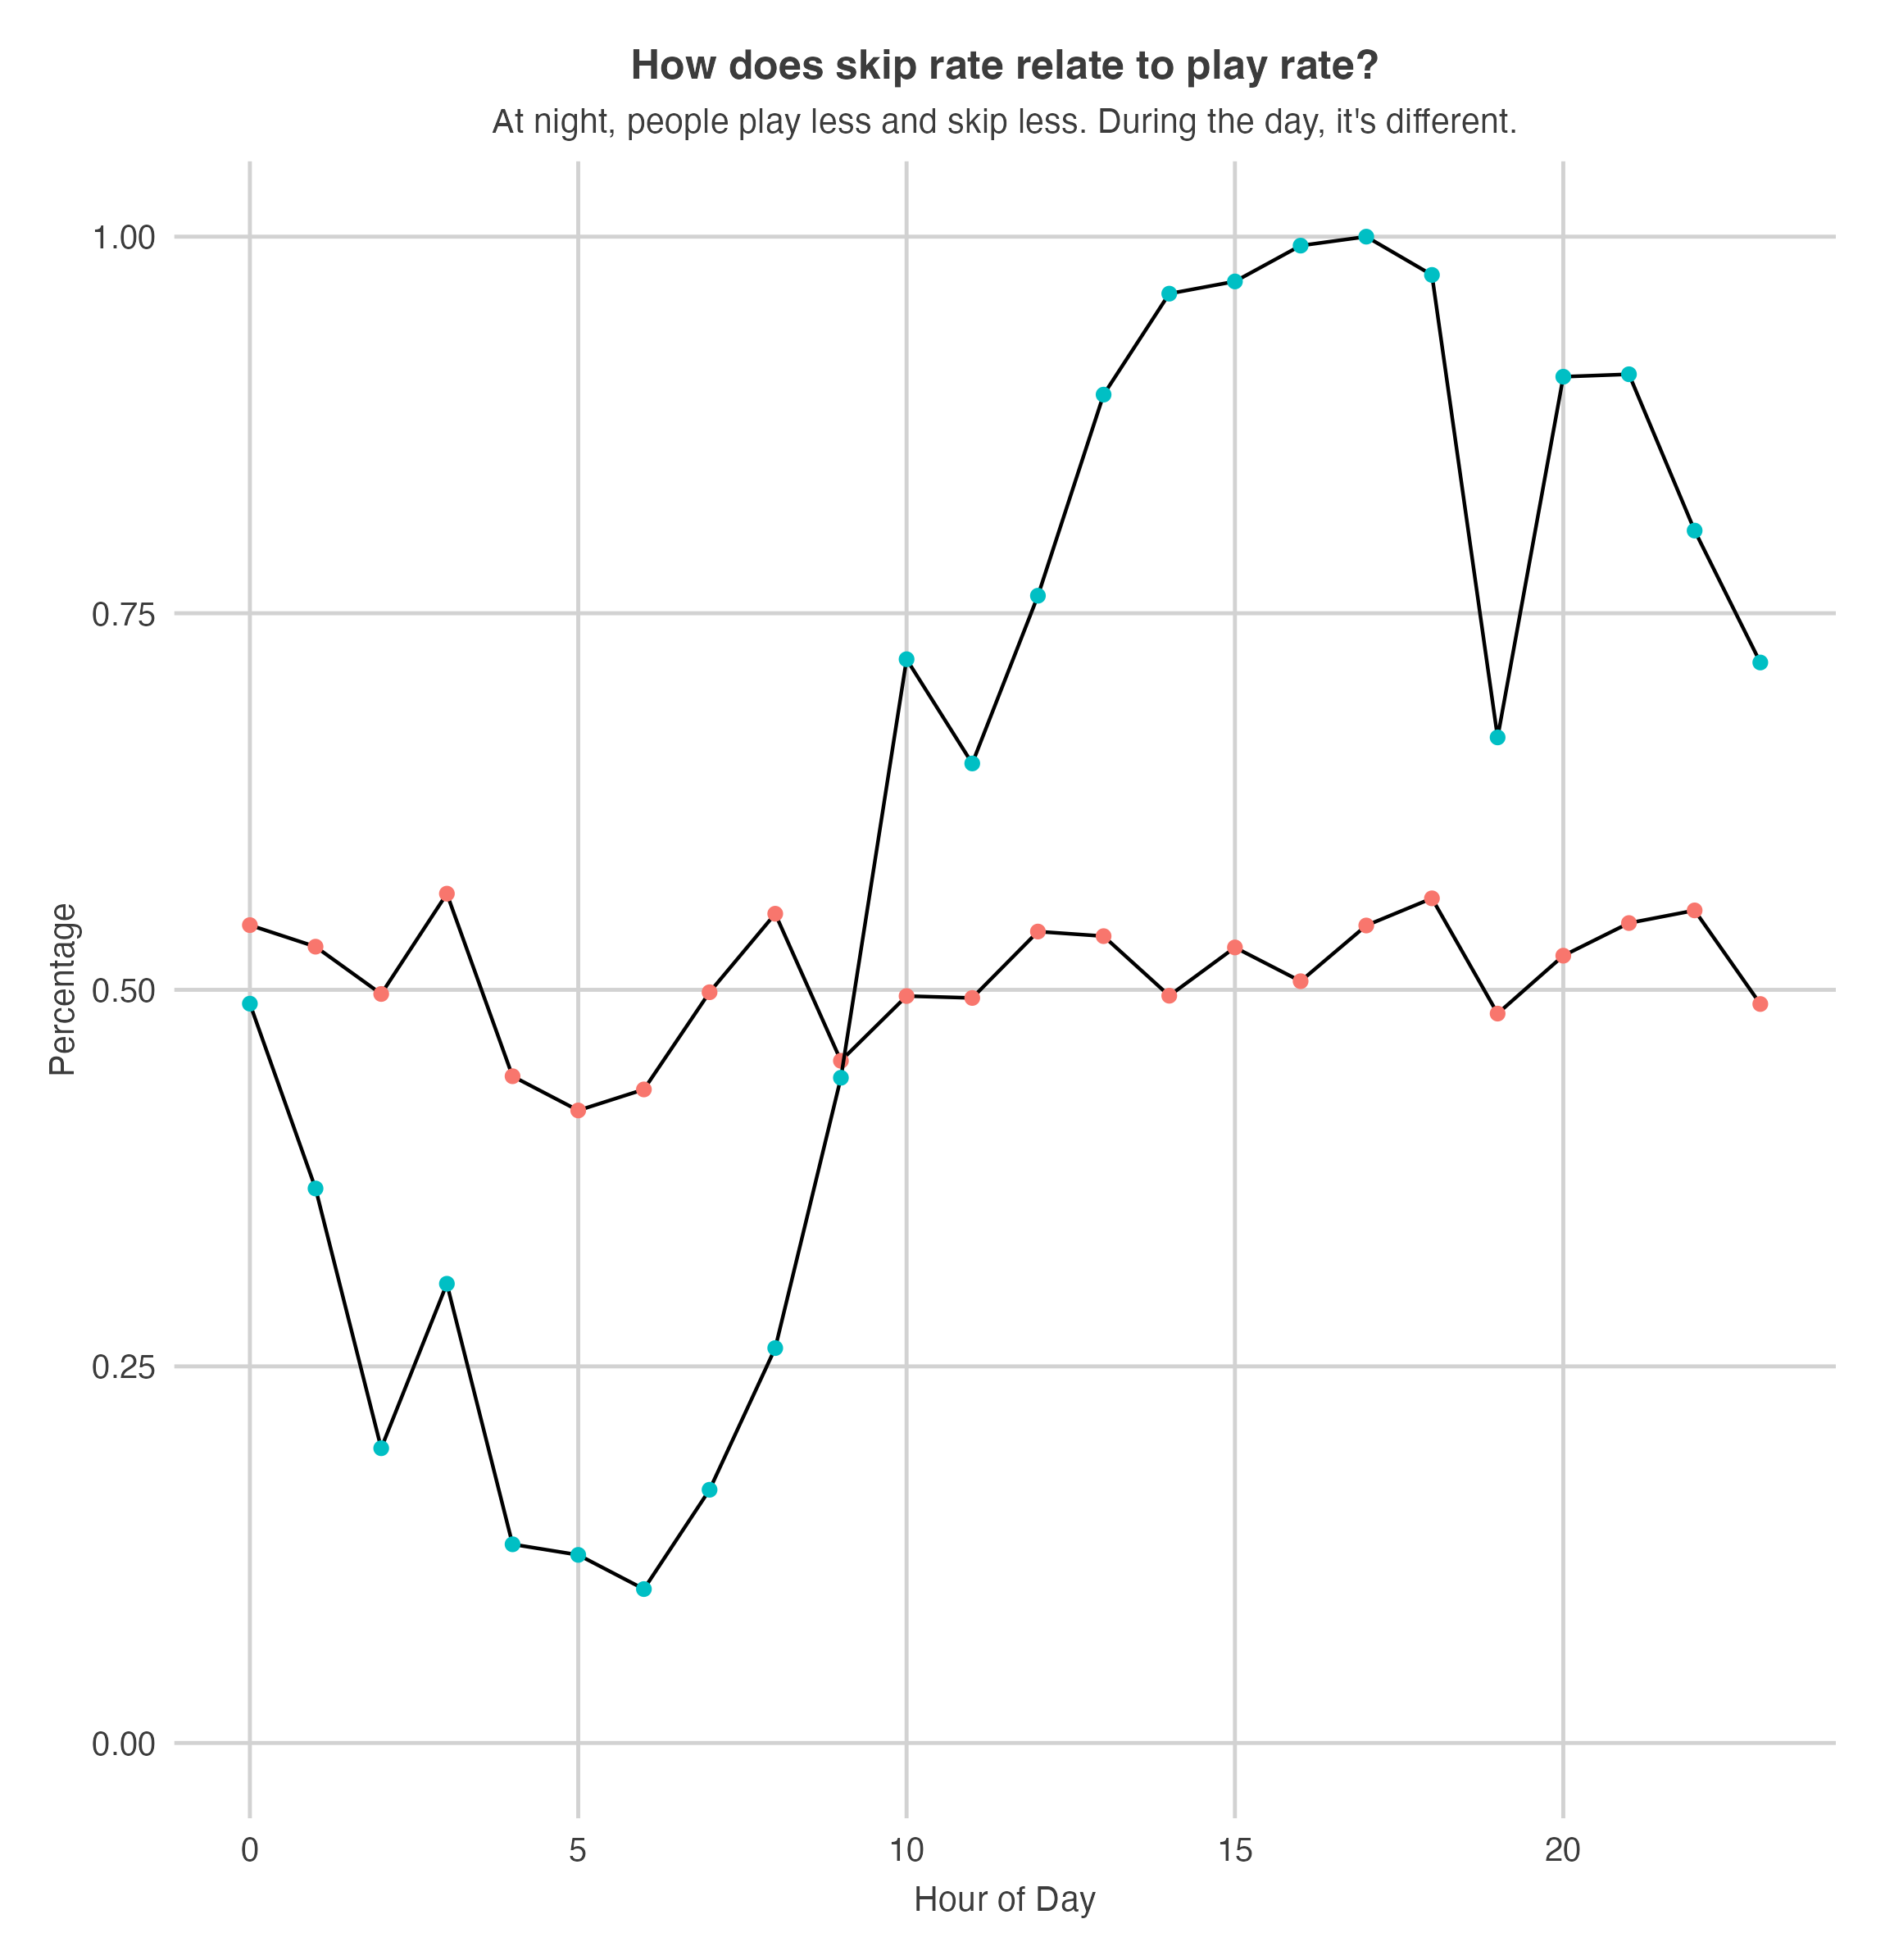 How does skip rate relate to play rate?
At night, people play less and skip less. During the day, it's different.
1.00
0.75
0.50
0.25
0.00
Percentage
0 5 10 15 20
Hour of Day